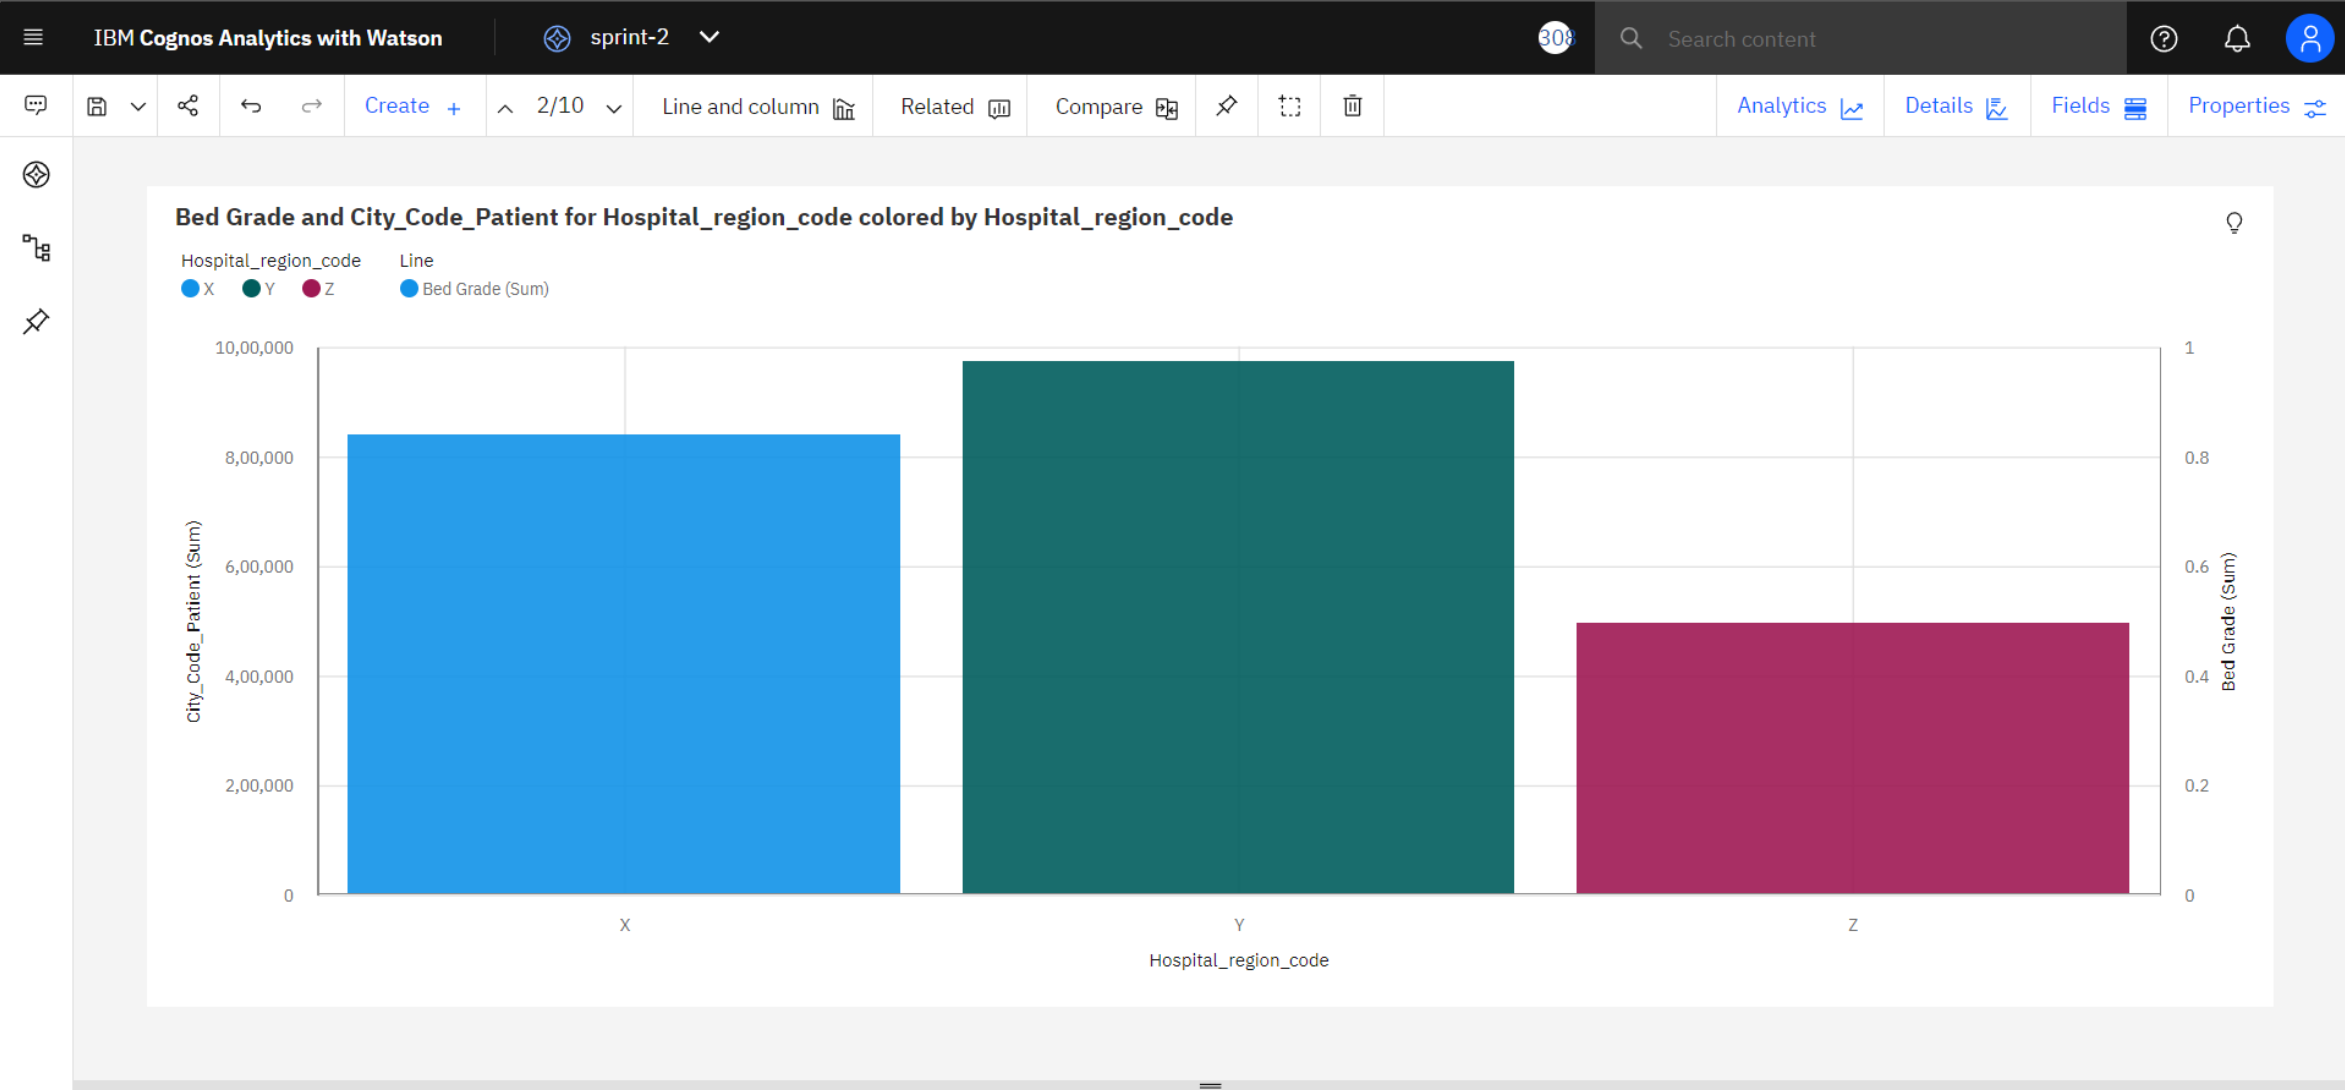 IBM Cognos Analytics with Watson
sprint-2
308
Search content
Create +
2/10
Line and column
Related
Compare
Analytics
Details
Fields
Properties
Bed Grade and City_Code_Patient for Hospital_region_code colored by Hospital_region_code
Hospital_region_code
Line
X
Y
Z
Bed Grade (Sum)
10,00,000
8,00,000
6,00,000
4,00,000
2,00,000
0
City_Code_Patient (Sum)
1
0.8
0.6
0.4
0.2
0
Bed Grade (Sum)
X
Y
Z
Hospital_region_code